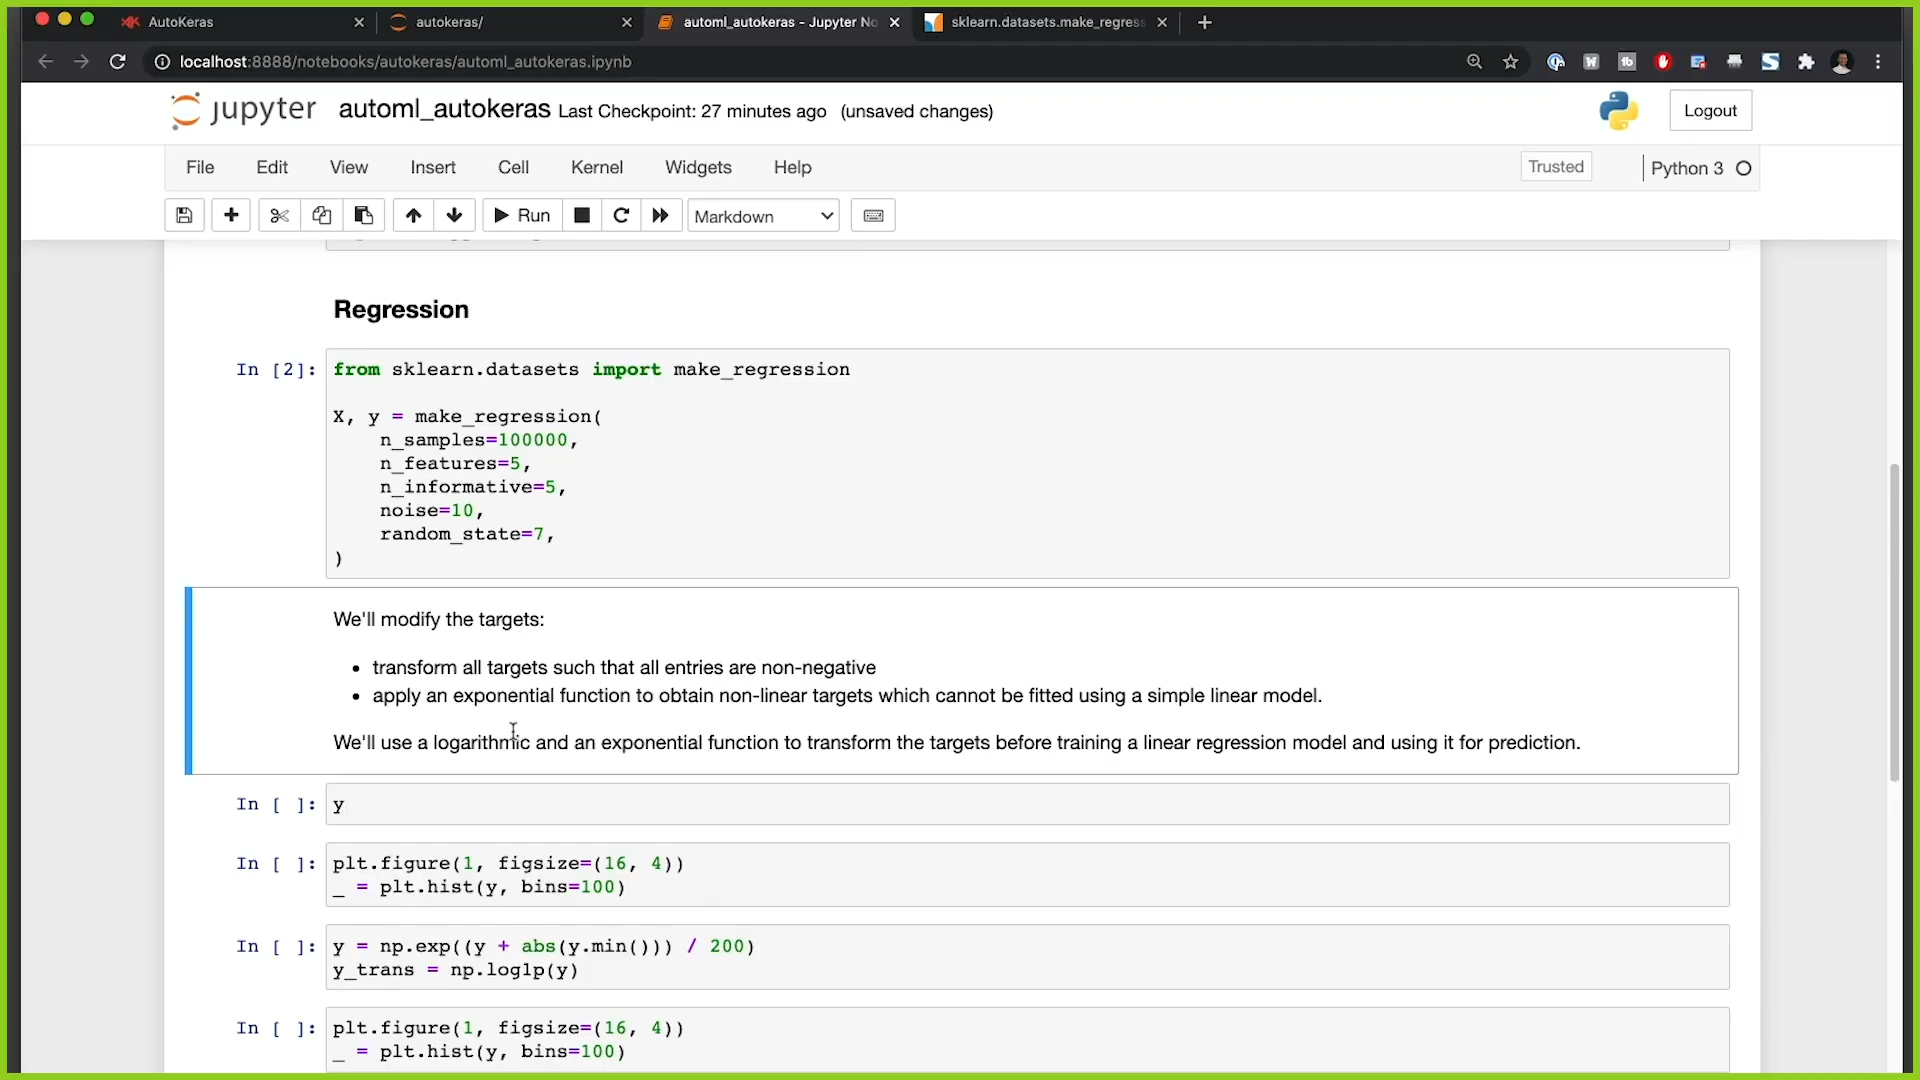 AutoKeras
autokeras/
automl_autokeras - Jupyter No
sklearn.datasets.make_regress
localhost:8888/notebooks/autokeras/automl_autokeras.ipynb
jupyter automl_autokeras Last Checkpoint: 27 minutes ago (unsaved changes)
Logout
File Edit View Insert Cell Kernel Widgets Help
Trusted
Python 3
Run
Markdown
Regression
In [2]: from sklearn.datasets import make_regression
X, y = make_regression(
n_samples=100000,
n_features=5,
n_informative=5,
noise=10,
random_state=7,
)
We'll modify the targets:
• transform all targets such that all entries are non-negative
• apply an exponential function to obtain non-linear targets which cannot be fitted using a simple linear model.
We'll use a logarithmic and an exponential function to transform the targets before training a linear regression model and using it for prediction.
In [ ]: y
In [ ]: plt.figure(1, figsize=(16, 4))
_ = plt.hist(y, bins=100)
In [ ]: y = np.exp((y + abs(y.min())) / 200)
y_trans = np.log1p(y)
In [ ]: plt.figure(1, figsize=(16, 4))
_ = plt.hist(y, bins=100)